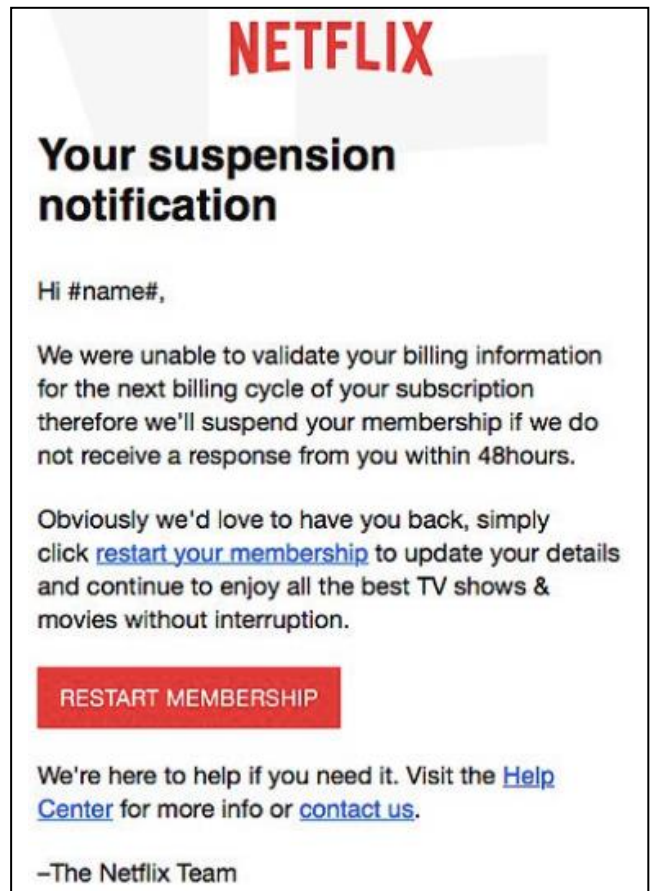 NETFLIX
Your suspension
notification
Hi #name#,
We were unable to validate your billing information
for the next billing cycle of your subscription
therefore we'll suspend your membership if we do
not receive a response from you within 48hours.
Obviously we'd love to have you back, simply
click restart your membership to update your details
and continue to enjoy all the best TV shows &
movies without interruption.
RESTART MEMBERSHIP
We're here to help if you need it. Visit the Help
Center for more info or contact us.
–The Netflix Team